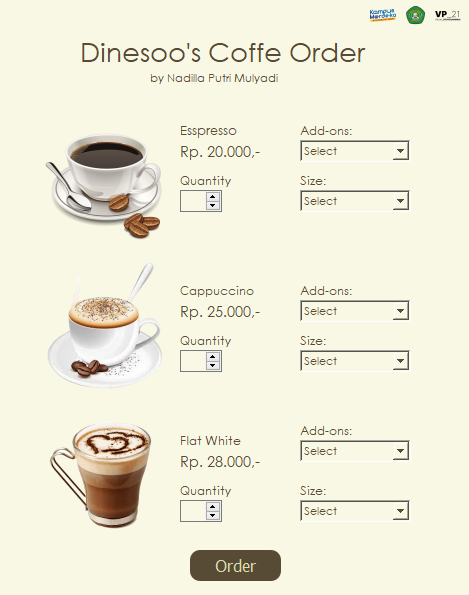 Kampus
Merdeka
VP_21
Dinesoo's Coffe Order
by Nadilla Putri Mulyadi
Esspresso
Rp. 20.000,-
Quantity
Add-ons:
Select
Size:
Select
Cappuccino
Rp. 25.000,-
Quantity
Add-ons:
Select
Size:
Select
Flat White
Rp. 28.000,-
Quantity
Add-ons:
Select
Size:
Select
Order